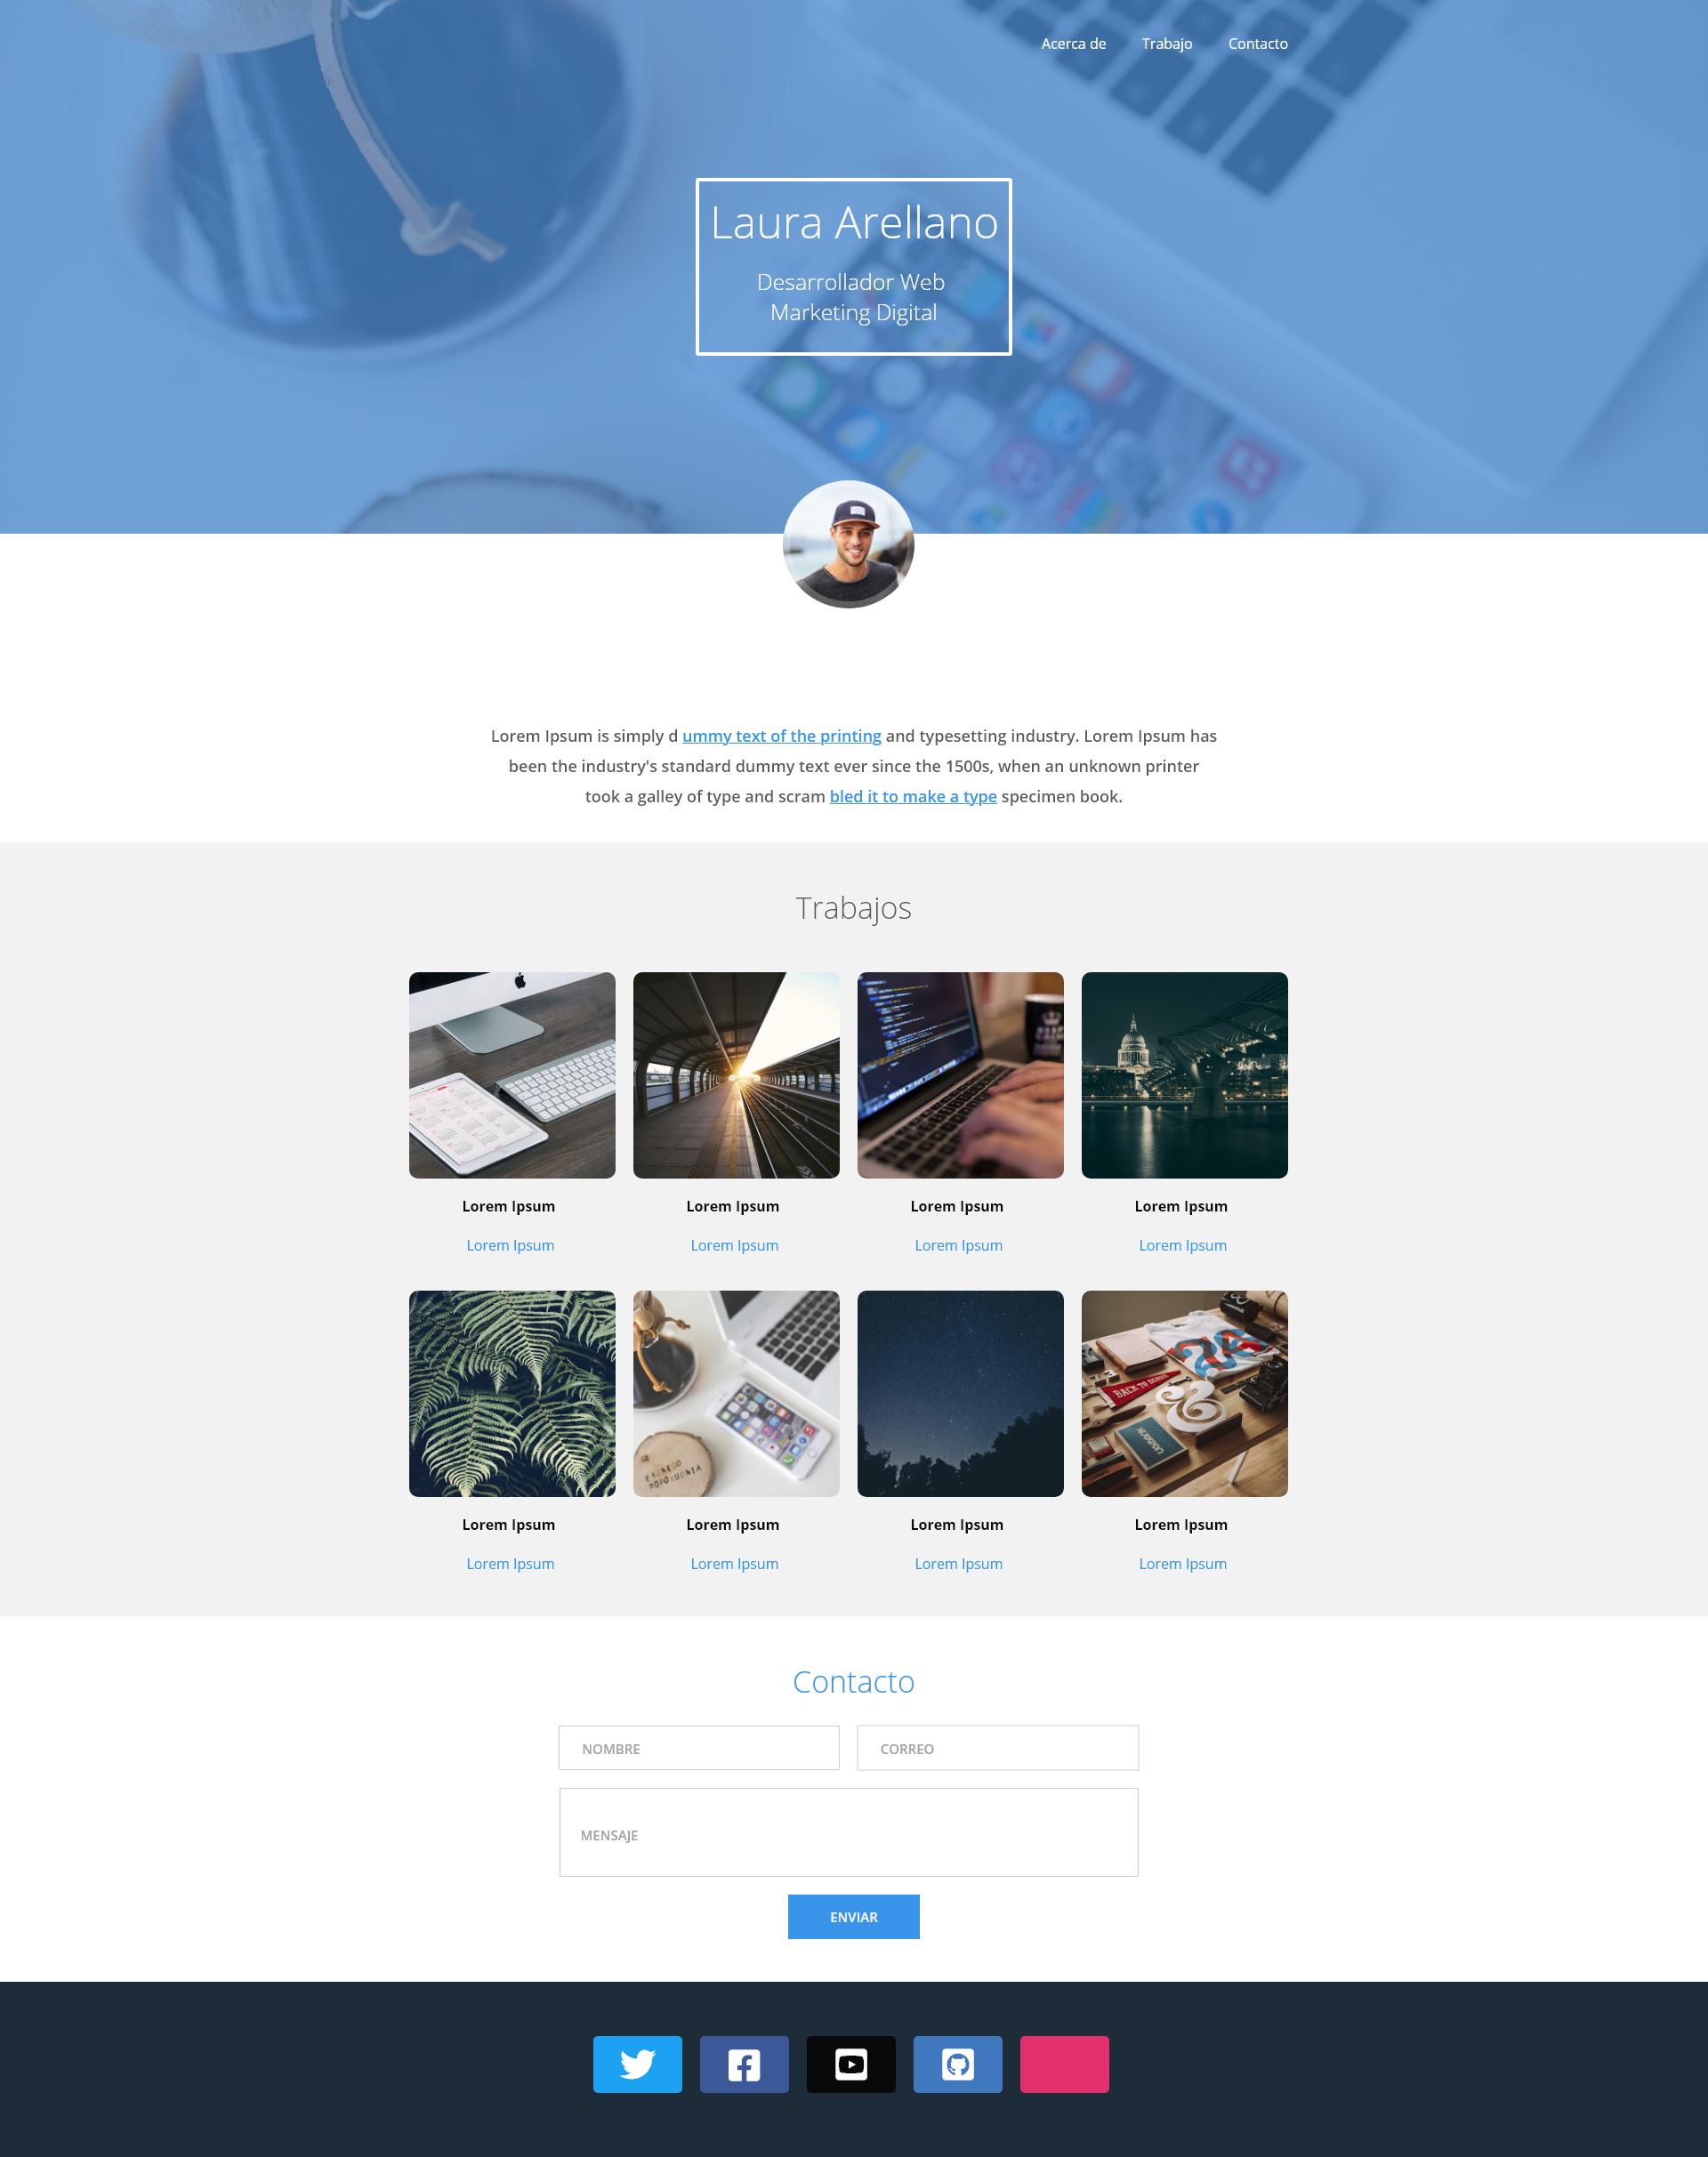 Acerca de Trabajo Contacto
Laura Arellano
Desarrollador Web
Marketing Digital
Lorem Ipsum is simply d ummy text of the printing and typesetting industry. Lorem Ipsum has
been the industry's standard dummy text ever since the 1500s, when an unknown printer
took a galley of type and scram bled it to make a type specimen book.
Trabajos
Lorem Ipsum Lorem Ipsum Lorem Ipsum Lorem Ipsum
Lorem Ipsum Lorem Ipsum Lorem Ipsum Lorem Ipsum
BACK TO SCHOOL
Lorem Ipsum Lorem Ipsum Lorem Ipsum Lorem Ipsum
Lorem Ipsum Lorem Ipsum Lorem Ipsum Lorem Ipsum
Contacto
NOMBRE CORREO
MENSAJE
ENVIAR